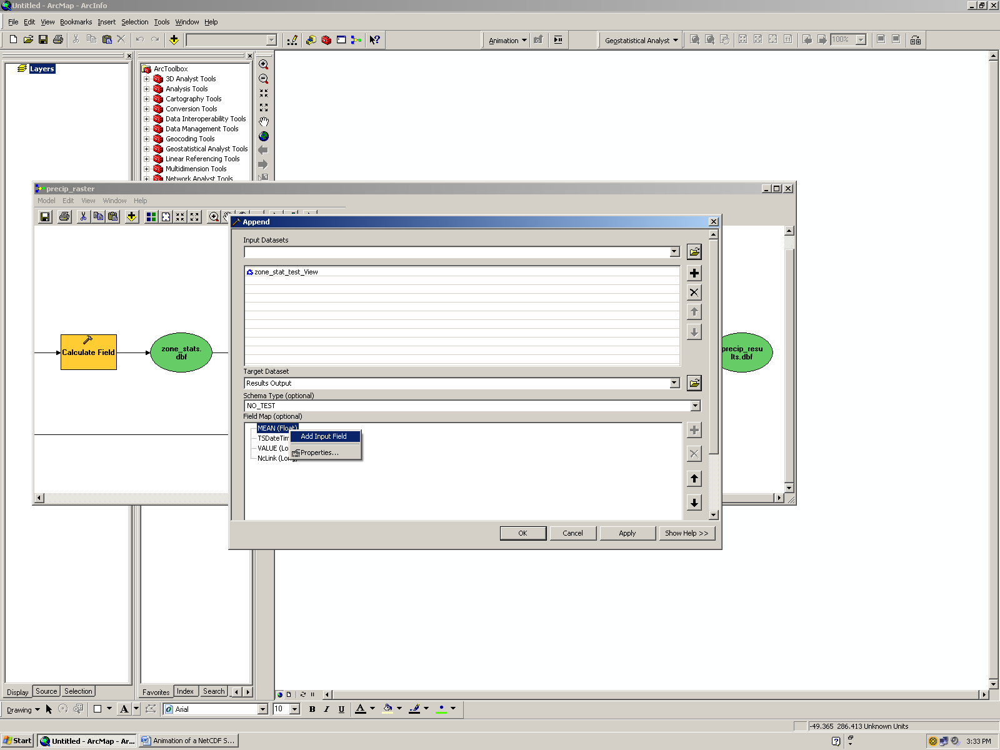 Untitled - ArcMap - ArcInfo
File Edit View Bookmarks Insert Selection Tools Window Help
Animation
Geostatistical Analyst
100%
Layers
ArcToolbox
3D Analyst Tools
Analysis Tools
Cartography Tools
Conversion Tools
Data Interoperability Tools
Data Management Tools
Geocoding Tools
Geostatistical Analyst Tools
Linear Referencing Tools
Multidimension Tools
Network Analyst Tools
precip_raster
Model Edit View Window Help
Append
Input Datasets
zone_stat_test_View
Calculate Field
zone_stats.
dbf
precip_resu
lts.dbf
Target Dataset
Results Output
Schema Type (optional)
NO_TEST
Field Map (optional)
MEAN (Float)
TSDateTim
VALUE (Lo
NcLink (Long)
Add Input Field
Properties...
OK Cancel Apply Show Help >>
Display Source Selection
Favorites Index Search
Drawing
A
Arial
10
B I U A
-49.365 286.413 Unknown Units
Start
Untitled - ArcMap - Ar...
Animation of a NetCDF S...
3:33 PM